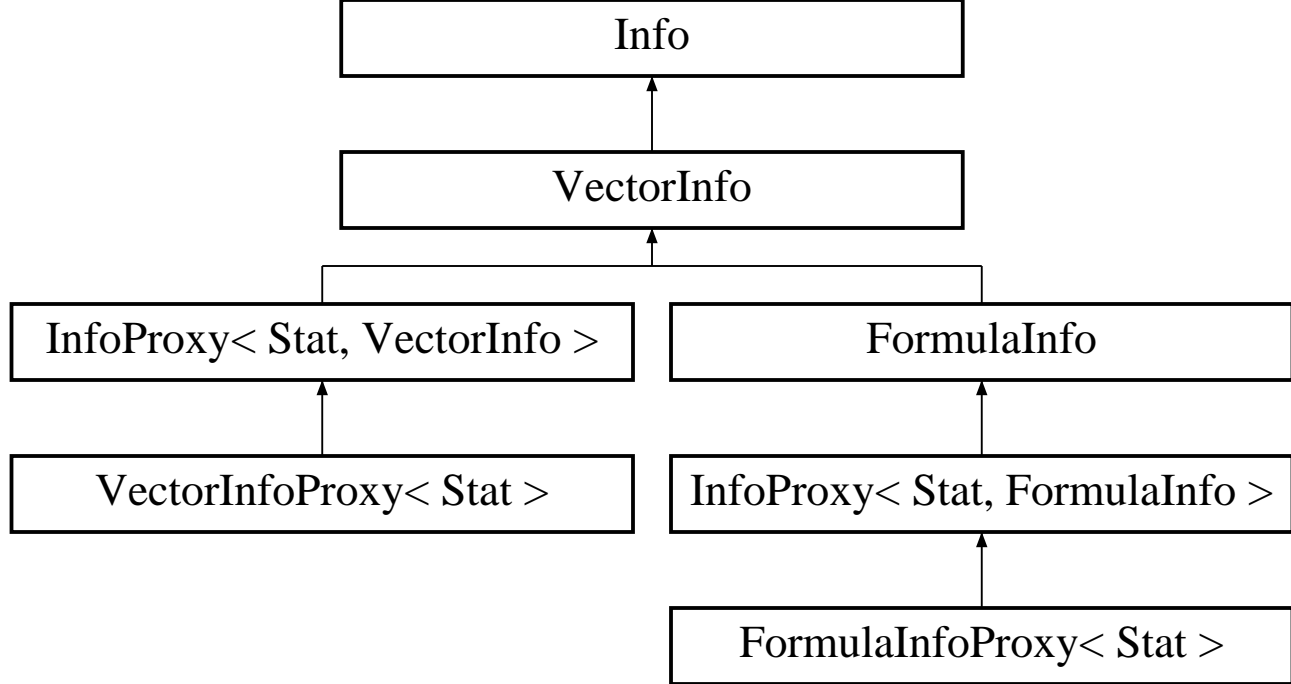 Info
VectorInfo
InfoProxy< Stat, VectorInfo >
FormulaInfo
VectorInfoProxy< Stat >
InfoProxy< Stat, FormulaInfo >
FormulaInfoProxy< Stat >